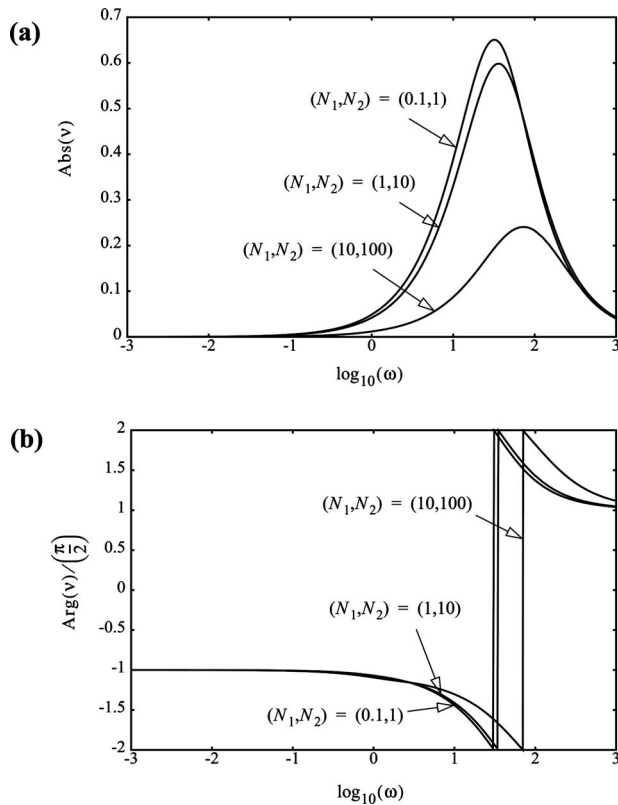 (a)
0.7
0.6
0.5
0.4
0.3
0.2
0.1
0
Abs(ν)
(N₁,N₂) = (0.1,1)
(N₁,N₂) = (1,10)
(N₁,N₂) = (10,100)
-3 -2 -1 0 1 2 3
log₁₀(ω)
(b)
2
1.5
1
0.5
0
-0.5
-1
-1.5
-2
Arg(ν)/(π/2)
(N₁,N₂) = (10,100)
(N₁,N₂) = (1,10)
(N₁,N₂) = (0.1,1)
-3 -2 -1 0 1 2 3
log₁₀(ω)